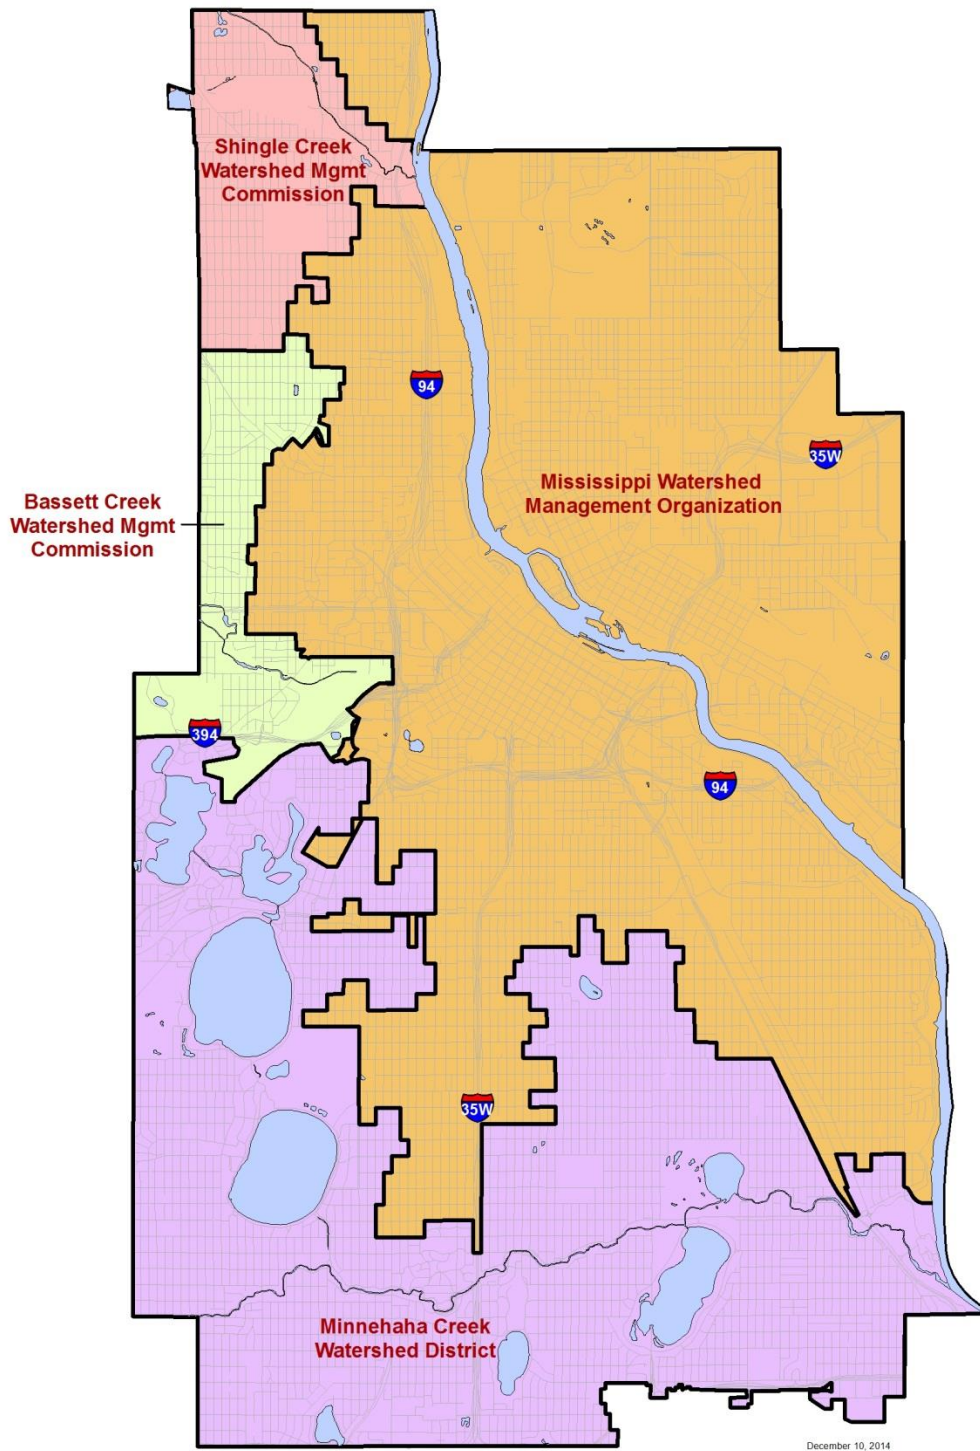 Shingle Creek
Watershed Mgmt
Commission
94
35W
Mississippi Watershed
Management Organization
Bassett Creek
Watershed Mgmt
Commission
394
94
35W
Minnehaha Creek
Watershed District
December 10, 2014